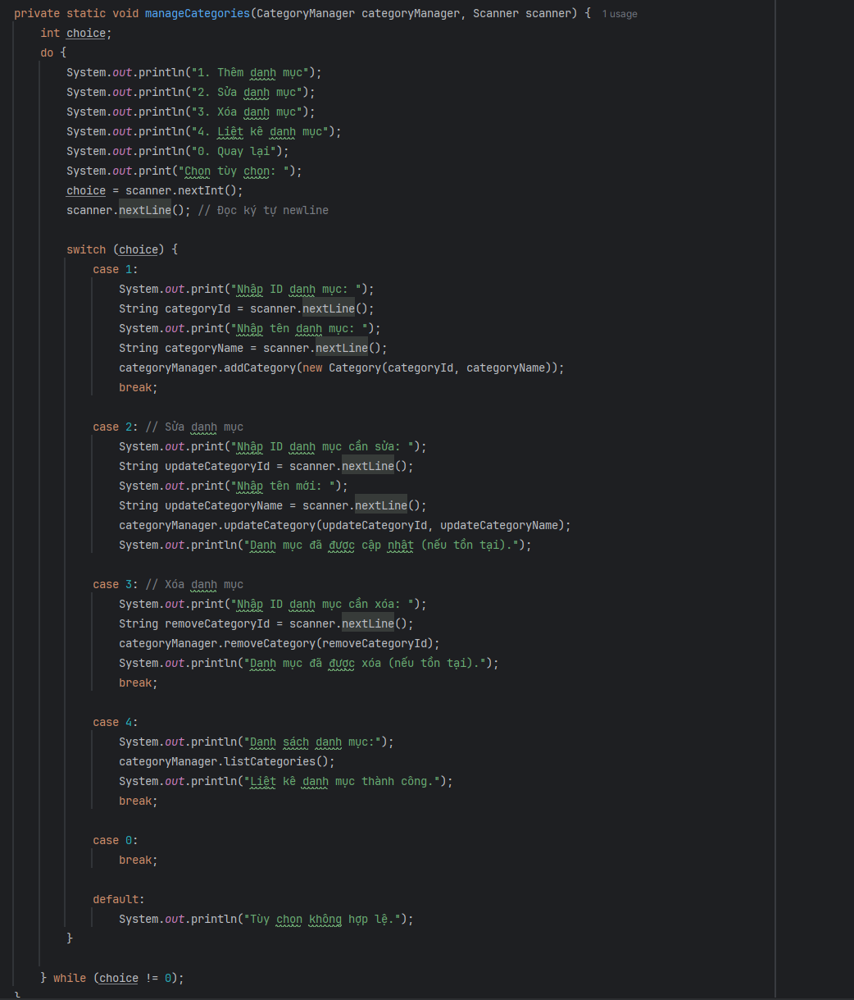 private static void manageCategories(CategoryManager categoryManager, Scanner scanner) { 1 usage
int choice;
do {
System.out.println("1. Thêm danh mục");
System.out.println("2. Sửa danh mục");
System.out.println("3. Xóa danh mục");
System.out.println("4. Liệt kê danh mục");
System.out.println("0. Quay lại");
System.out.print("Chọn tùy chọn: ");
choice = scanner.nextInt();
scanner.nextLine(); // Đọc ký tự newline
switch (choice) {
case 1:
System.out.print("Nhập ID danh mục: ");
String categoryId = scanner.nextLine();
System.out.print("Nhập tên danh mục: ");
String categoryName = scanner.nextLine();
categoryManager.addCategory(new Category(categoryId, categoryName));
break;
case 2: // Sửa danh mục
System.out.print("Nhập ID danh mục cần sửa: ");
String updateCategoryId = scanner.nextLine();
System.out.print("Nhập tên mới: ");
String updateCategoryName = scanner.nextLine();
categoryManager.updateCategory(updateCategoryId, updateCategoryName);
System.out.println("Danh mục đã được cập nhật (nếu tồn tại).");
case 3: // Xóa danh mục
System.out.print("Nhập ID danh mục cần xóa: ");
String removeCategoryId = scanner.nextLine();
categoryManager.removeCategory(removeCategoryId);
System.out.println("Danh mục đã được xóa (nếu tồn tại).");
break;
case 4:
System.out.println("Danh sách danh mục:");
categoryManager.listCategories();
System.out.println("Liệt kê danh mục thành công.");
break;
case 0:
break;
default:
System.out.println("Tùy chọn không hợp lệ.");
}
} while (choice != 0);
}